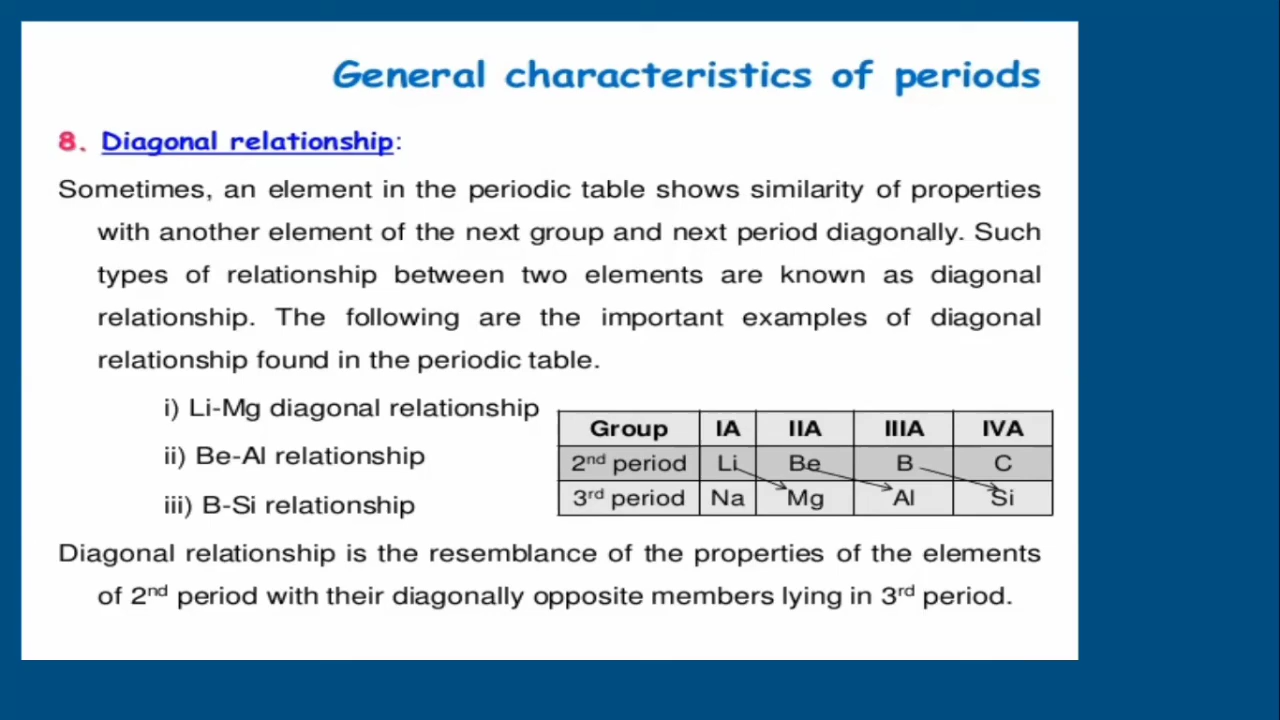 General characteristics of periods
8. Diagonal relationship:
Sometimes, an element in the periodic table shows similarity of properties
with another element of the next group and next period diagonally. Such
types of relationship between two elements are known as diagonal
relationship. The following are the important examples of diagonal
relationship found in the periodic table.
i) Li-Mg diagonal relationship
ii) Be-Al relationship
iii) B-Si relationship
Group IA IIA IIIA IVA
2nd period Li Be B C
3rd period Na Mg Al Si
Diagonal relationship is the resemblance of the properties of the elements
of 2nd period with their diagonally opposite members lying in 3rd period.